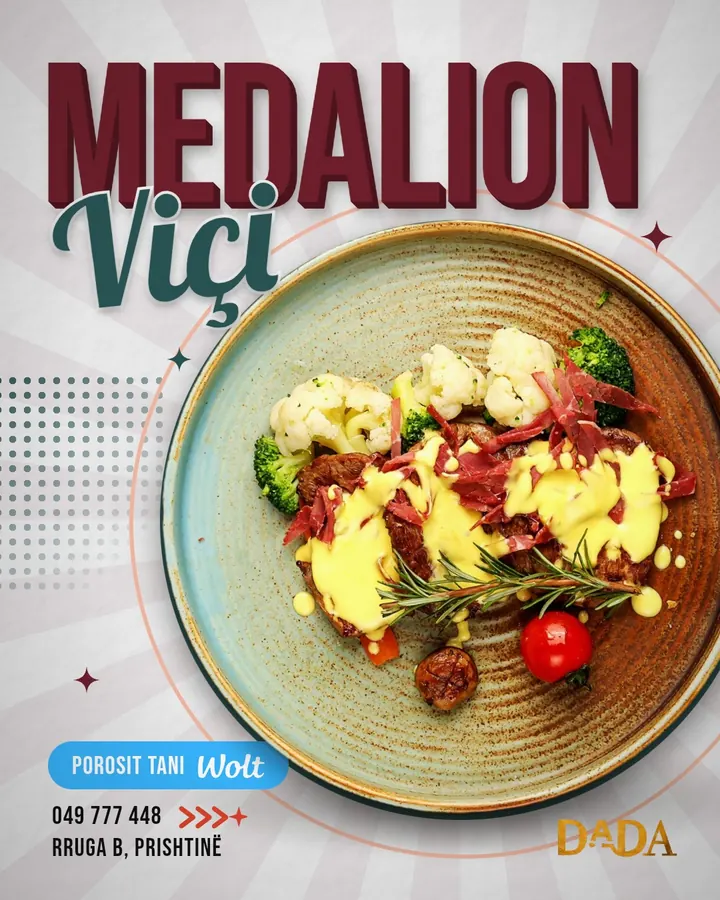 MEDALION
Viçi
POROSIT TANI Wolt
049 777 448
RRUGA B, PRISHTINË
DADA